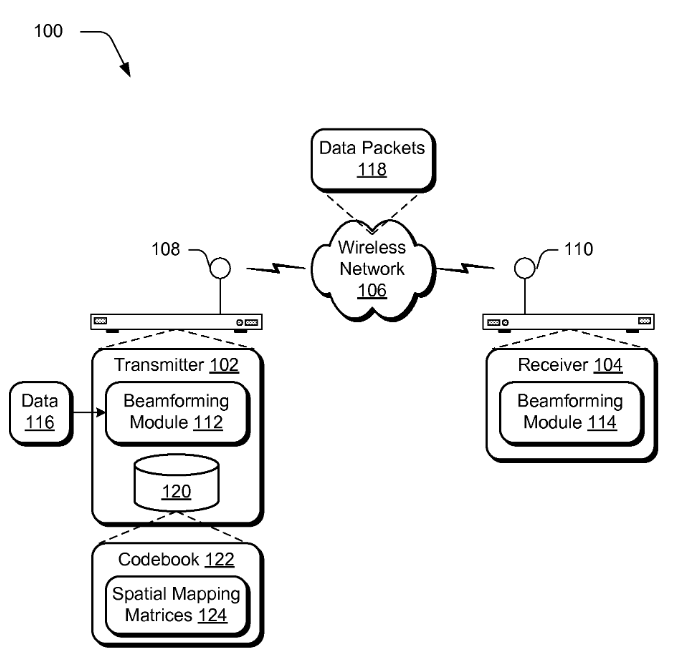 100
Data Packets
118
108
Wireless
Network
106
110
Transmitter 102
Receiver 104
Data
116
Beamforming
Module 112
Beamforming
Module 114
120
Codebook 122
Spatial Mapping
Matrices 124